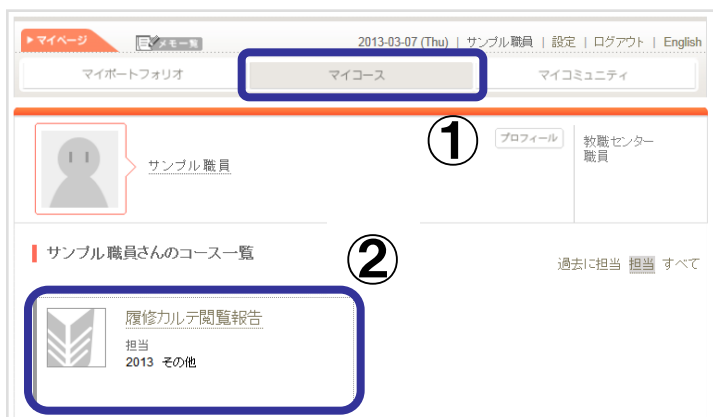 マイページ メモ一覧 2013-03-07 (Thu) | サンプル職員 | 設定 | ログアウト | English
マイポートフォリオ マイコース マイコミュニティ
① プロフィール 教職センター
サンプル職員 職員
サンプル職員さんのコース一覧 ② 過去に担当 担当 すべて
履修カルテ閲覧報告
担当
2013 その他